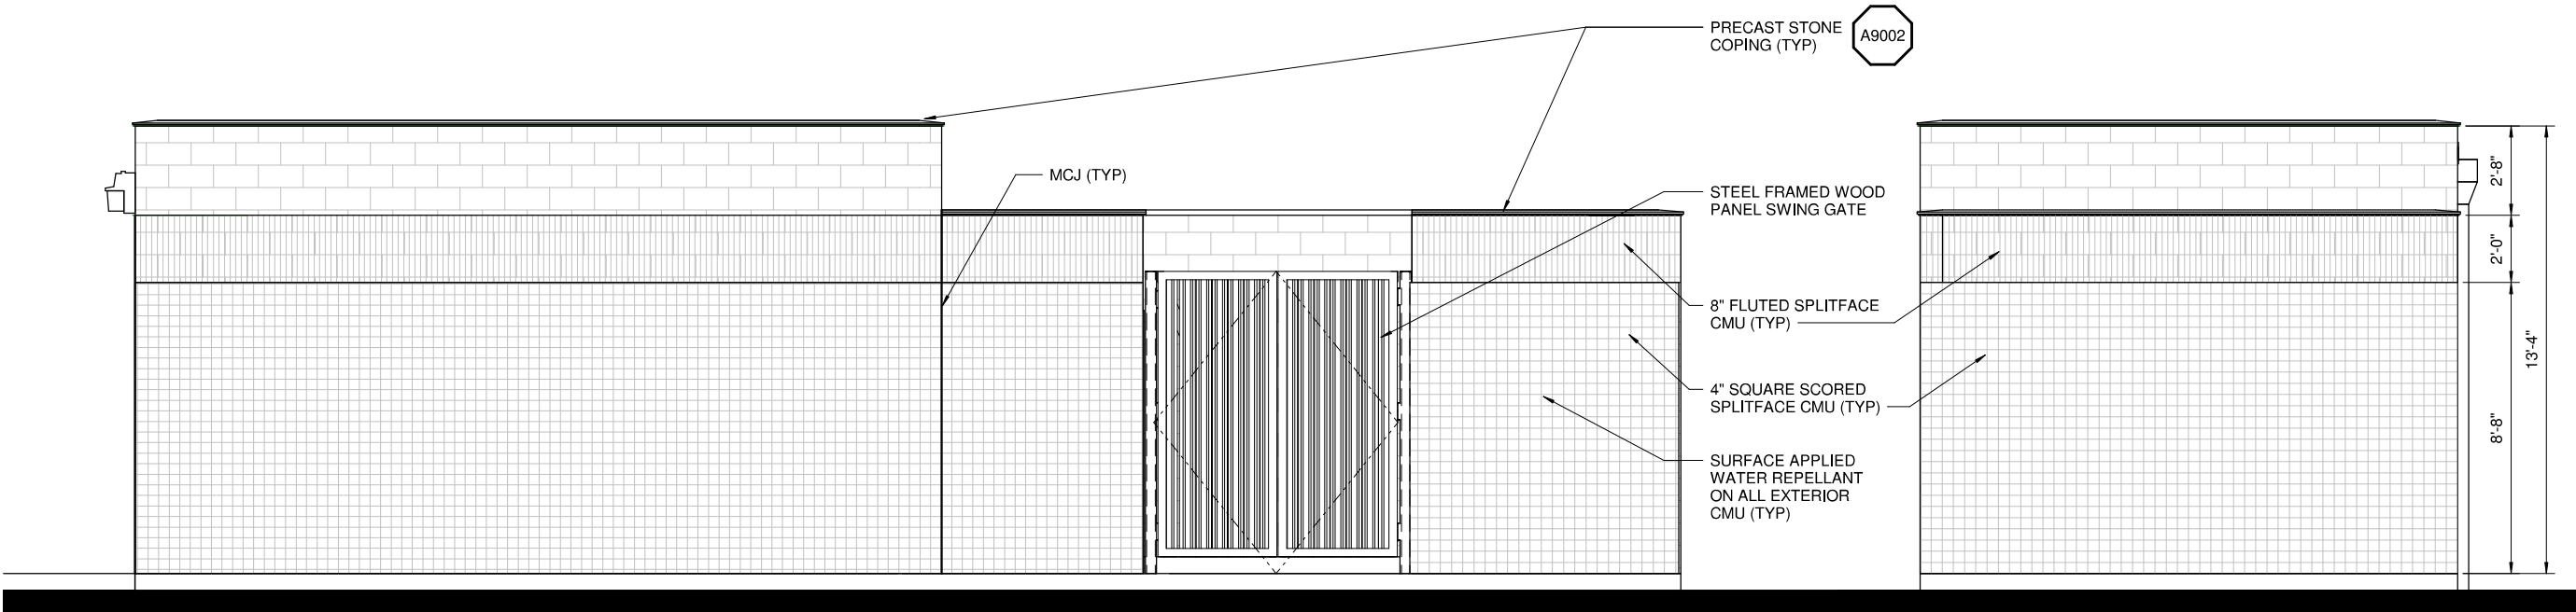 PRECAST STONE
COPING (TYP)
A9002
MCJ (TYP)
STEEL FRAMED WOOD
PANEL SWING GATE
8" FLUTED SPLITFACE
CMU (TYP)
4" SQUARE SCORED
SPLITFACE CMU (TYP)
SURFACE APPLIED
WATER REPELLANT
ON ALL EXTERIOR
CMU (TYP)
2'-8"
2'-0"
13'-4"
8'-8"